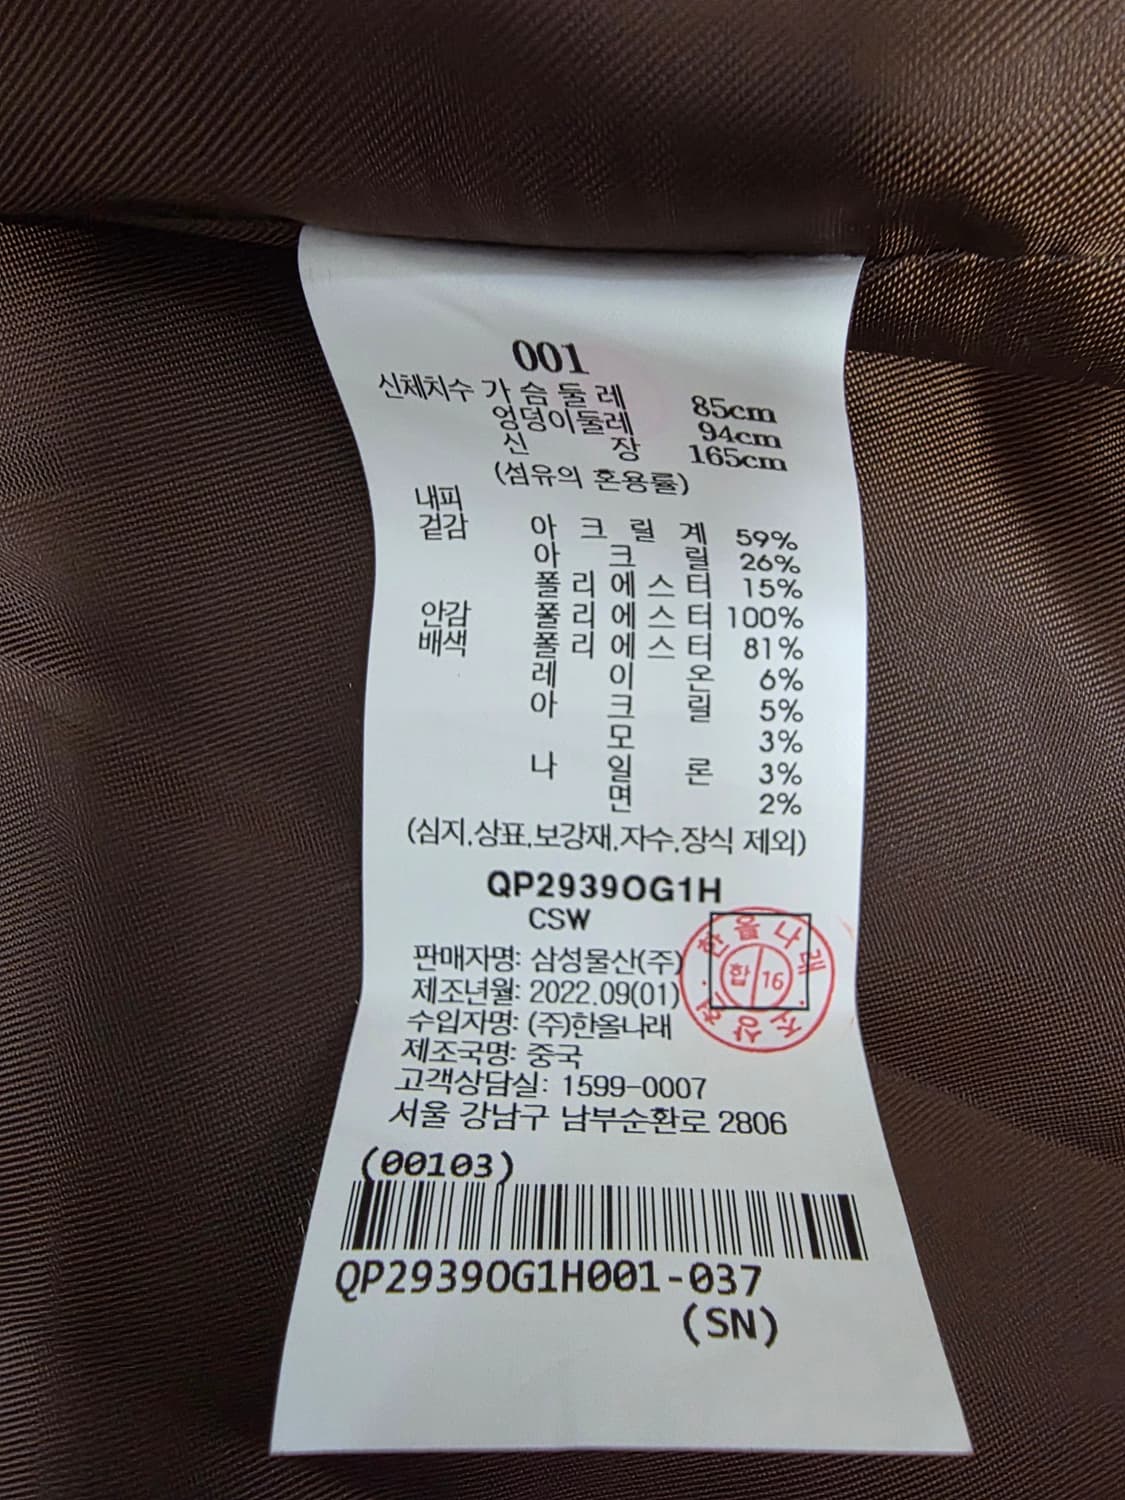 001
신체치수 가슴둘레 85cm
엉덩이둘레 94cm
신장 165cm
(섬유의 혼용률)
내피
겉감 아크릴계 59%
아크릴 26%
폴리에스터 15%
안감 폴리에스터 100%
배색 폴리에스터 81%
레이온 6%
아크릴 5%
모 3%
나일론 3%
면 2%
(심지,상표,보강재,자수,장식 제외)
QP2939OG1H
CSW
판매자명: 삼성물산(주)
제조년월: 2022.09(01)
수입자명: (주)한올나래
제조국명: 중국
고객상담실: 1599-0007
서울 강남구 남부순환로 2806
한올나래
합 16
(00103)
QP2939OG1H001-037
(SN)